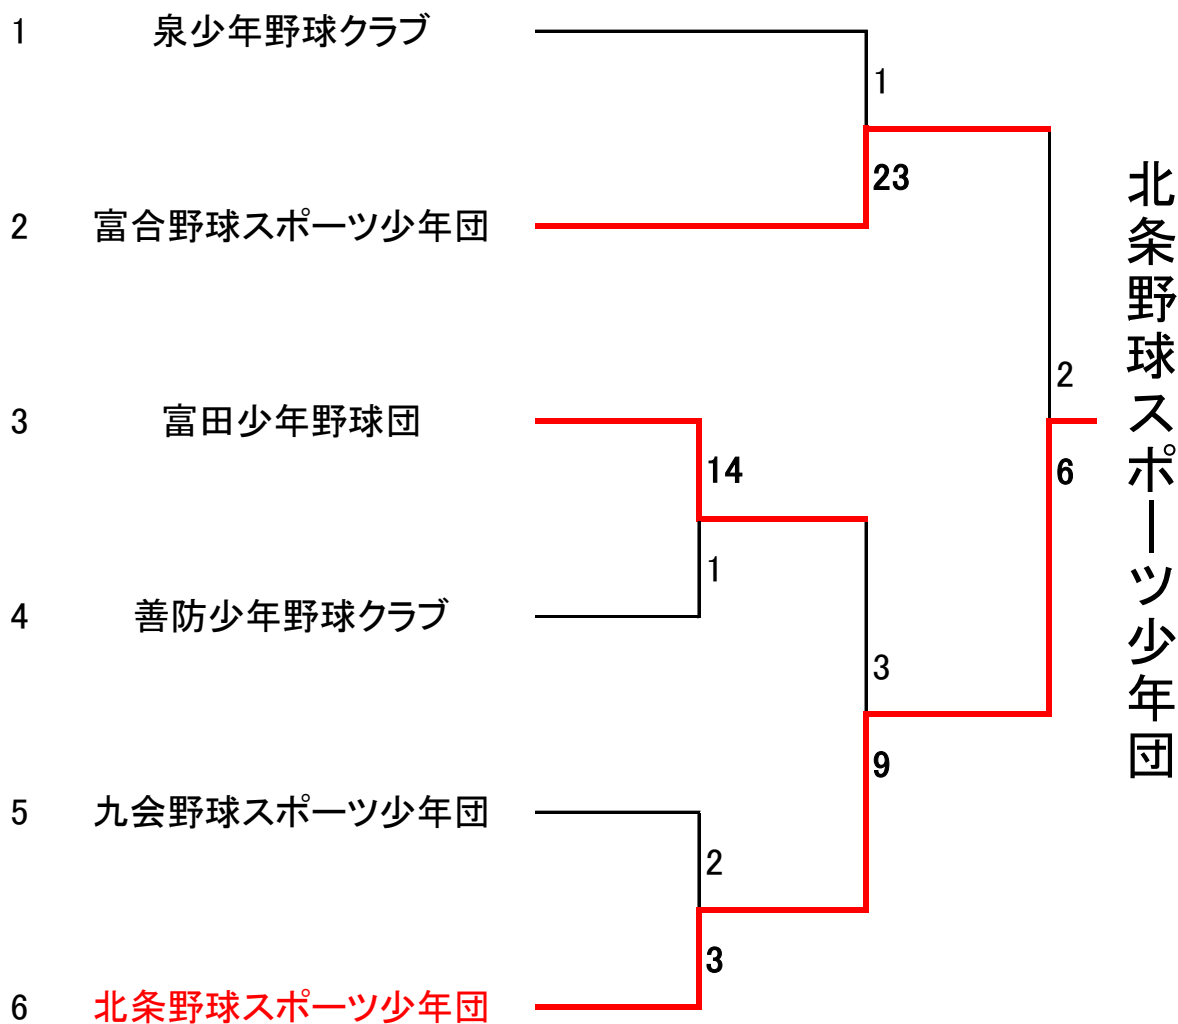 1 泉少年野球クラブ
1
23
2 富合野球スポーツ少年団
2
3 富田少年野球団
14
6
1
4 善防少年野球クラブ
3
9
5 九会野球スポーツ少年団
2
3
6 北条野球スポーツ少年団
北条野球スポーツ少年団